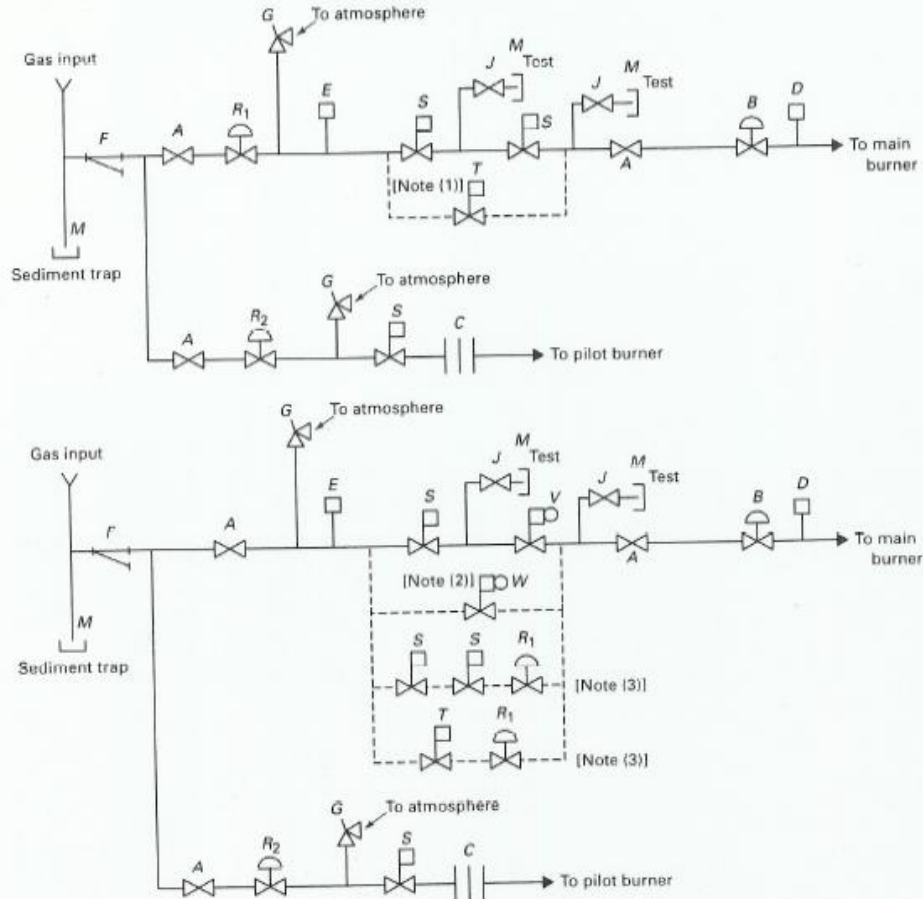 G
To atmosphere
Gas input
M
Test
J
M
Test
J
E
S
S
B
D
F
A
R1
A
To main
burner
[Note (1)]
T
M
Sediment trap
G
To atmosphere
A
R2
S
C
To pilot burner
G
To atmosphere
Gas input
M
Test
J
M
Test
J
E
S
V
B
D
F
A
A
To main
burner
[Note (2)]
W
M
Sediment trap
S
S
R1
[Note (3)]
T
R1
[Note (3)]
G
To atmosphere
A
R2
S
C
To pilot burner